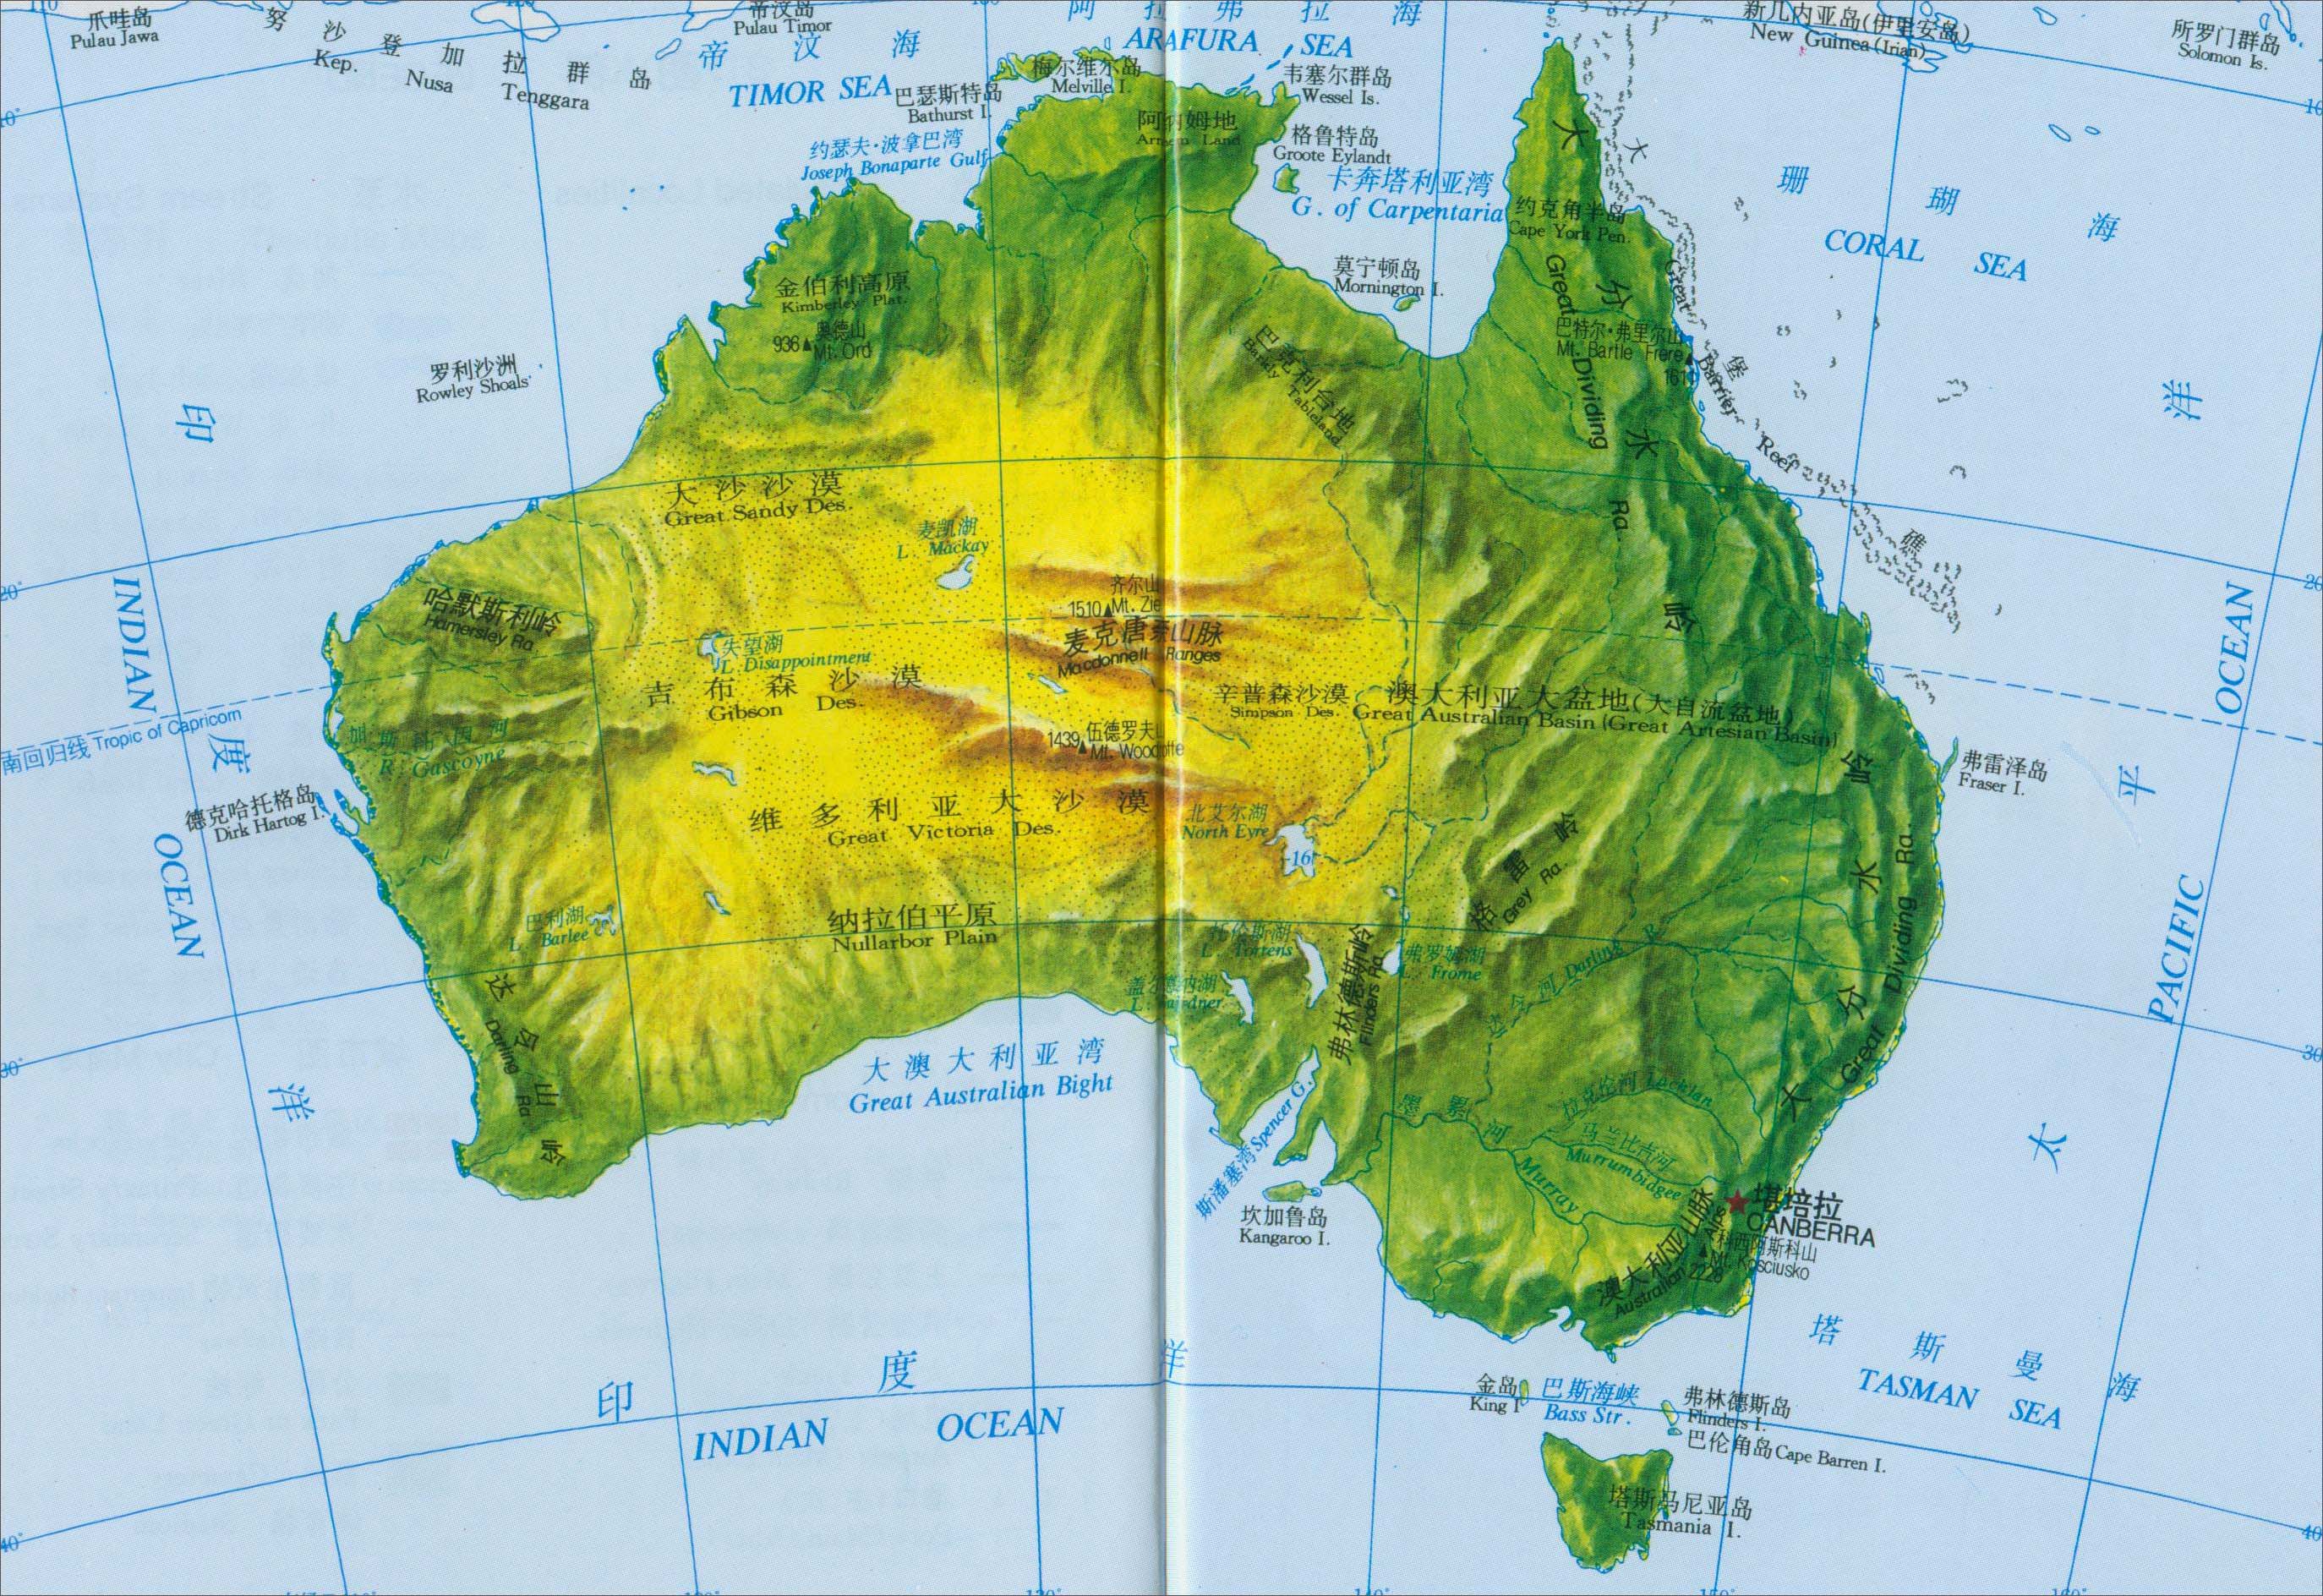 爪哇岛
Pulau Jawa
努沙登加拉群岛
Kep. Nusa Tenggara
帝汶岛
Pulau Timor
帝汶海
TIMOR SEA
阿拉弗拉海
ARAFURA SEA
新几内亚岛(伊里安岛)
New Guinea (Irian)
所罗门群岛
Solomon Is.
梅尔维尔岛
Melville I.
巴瑟斯特岛
Bathurst I.
韦塞尔群岛
Wessel Is.
约瑟夫·波拿巴湾
Joseph Bonaparte Gulf
阿纳姆地
Arnhem Land
格鲁特岛
Groote Eylandt
卡奔塔利亚湾
G. of Carpentaria
约克角半岛
Cape York Pen.
珊瑚海
CORAL SEA
莫宁顿岛
Mornington I.
金伯利高原
Kimberley Plat.
奥德山
936▲Mt. Ord
巴克利台地
Barkly Tableland
巴特尔·弗里尔山
Mt. Bartle Frere
大堡礁
Great Barrier Reef
大分水岭
Great Dividing Ra.
罗利沙洲
Rowley Shoals
大沙沙漠
Great Sandy Des.
麦凯湖
L. Mackay
齐尔山
1510▲Mt. Zie
麦克唐奈山脉
Macdonnell Ranges
哈默斯利岭
Hamersley Ra
失望湖
L. Disappointment
吉布森沙漠
Gibson Des.
辛普森沙漠
Simpson Des.
澳大利亚大盆地(大自流盆地)
Great Australian Basin (Great Artesian Basin)
南回归线 Tropic of Capricorn
加斯科因河
R. Gascoyne
伍德罗夫
1439▲Mt. Woodroffe
德克哈托格岛
Dirk Hartog I.
弗雷泽岛
Fraser I.
维多利亚大沙漠
Great Victoria Des.
北艾尔湖
North Eyre
-16
格雷岭
Grey Ra.
岭水分大
Great Dividing Ra.
巴利湖
L. Barlee
纳拉伯平原
Nullarbor Plain
托伦斯湖
L. Torrens
弗罗姆湖
L. Frome
盖尔德纳湖
L. Gairdner
弗林德斯岭
Flinders Ra.
达令河 Darling R.
达令山岭
Darling Ra.
大澳大利亚湾
Great Australian Bight
斯潘塞湾 Spencer G.
坎加鲁岛
Kangaroo I.
墨累河
Murray
拉克伦河 Lachlan
马兰比吉河
Murrumbidgee
堪培拉
CANBERRA
科西阿斯科山
▲Mt. Kosciusko
2228
澳大利亚山脉
Australian Alps
印度洋
INDIAN OCEAN
印度洋
INDIAN OCEAN
太平洋
PACIFIC OCEAN
塔斯曼海
TASMAN SEA
金岛
King I
巴斯海峡
Bass Str.
弗林德斯岛
Flinders I.
巴伦角岛 Cape Barren I.
塔斯马尼亚岛
Tasmania I.
110°
10°
20°
30°
40°
10°
20°
30°
40°
130°
140°
150°
160°